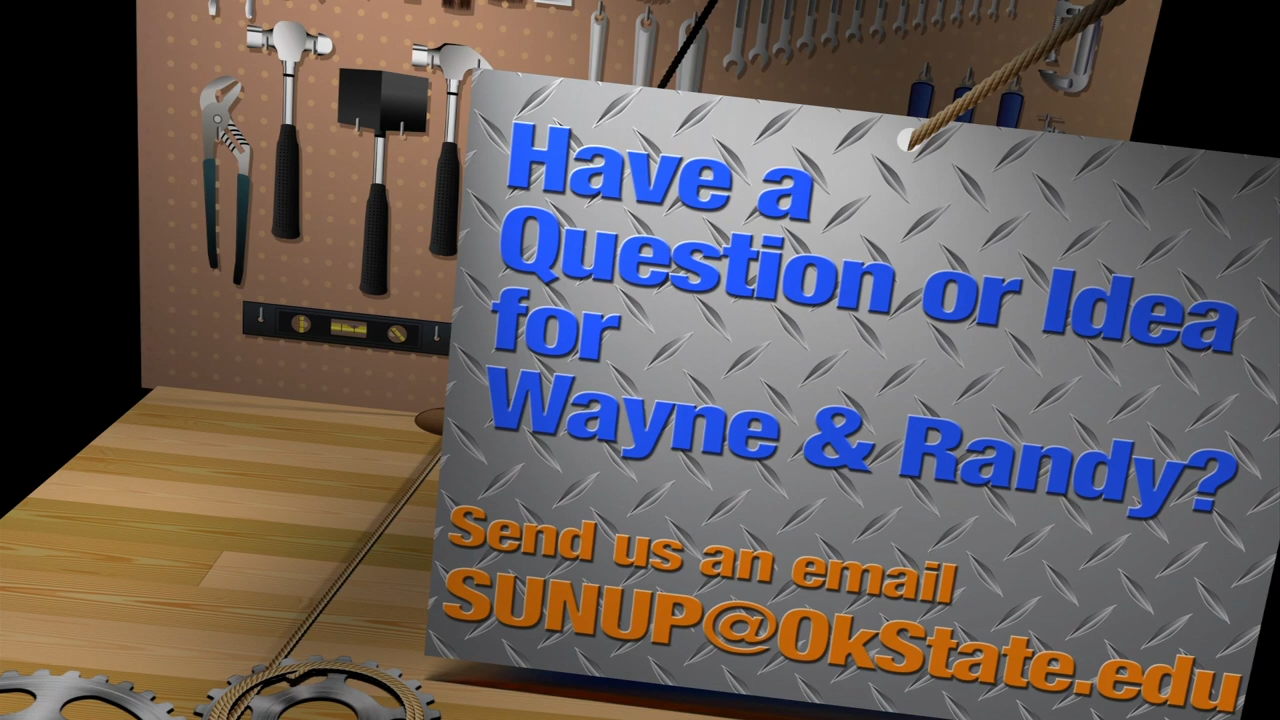 Have a
Question or Idea
for
Wayne & Randy?
Send us an email
SUNUP@OkState.edu